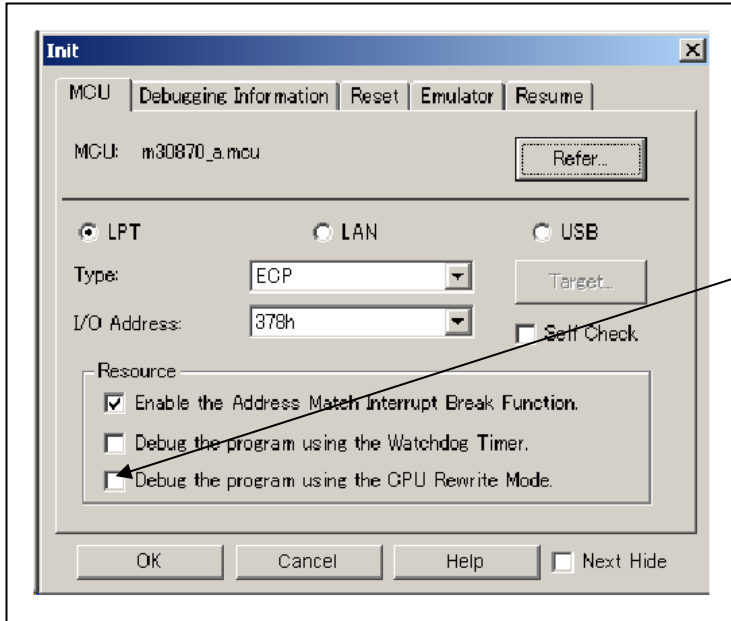 Init
MCU Debugging Information Reset Emulator Resume
MCU: m30870_a.mcu Refer...
LPT LAN USB
Type: ECP Target...
I/O Address: 378h Self Check
Resource
Enable the Address Match Interrupt Break Function.
Debug the program using the Watchdog Timer.
Debug the program using the CPU Rewrite Mode.
OK Cancel Help Next Hide